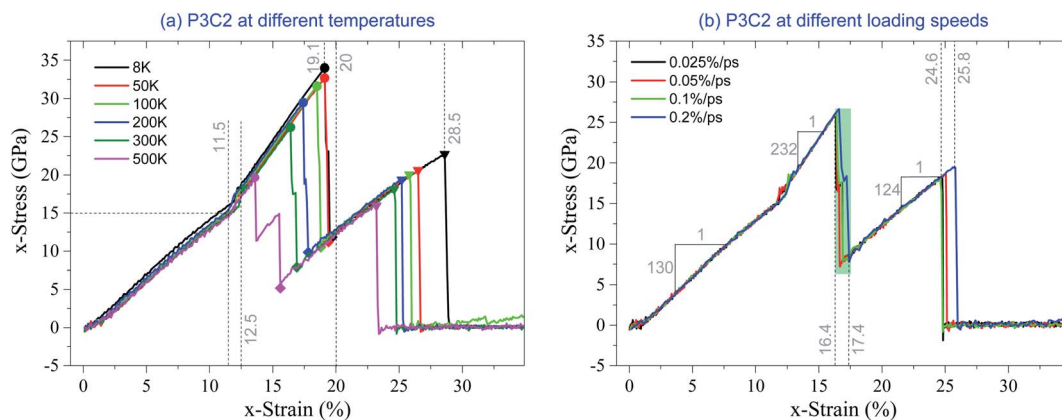 (a) P3C2 at different temperatures
35
30
25
20
15
10
5
0
-5
x-Stress (GPa)
8K
50K
100K
200K
300K
500K
11.5
12.5
19.1
20
28.5
0
5
10
15
20
25
30
x-Strain (%)
(b) P3C2 at different loading speeds
35
30
25
20
15
10
5
0
-5
x-Stress (GPa)
0.025%/ps
0.05%/ps
0.1%/ps
0.2%/ps
24.6
25.8
232
1
124
1
130
1
16.4
17.4
0
5
10
15
20
25
30
x-Strain (%)